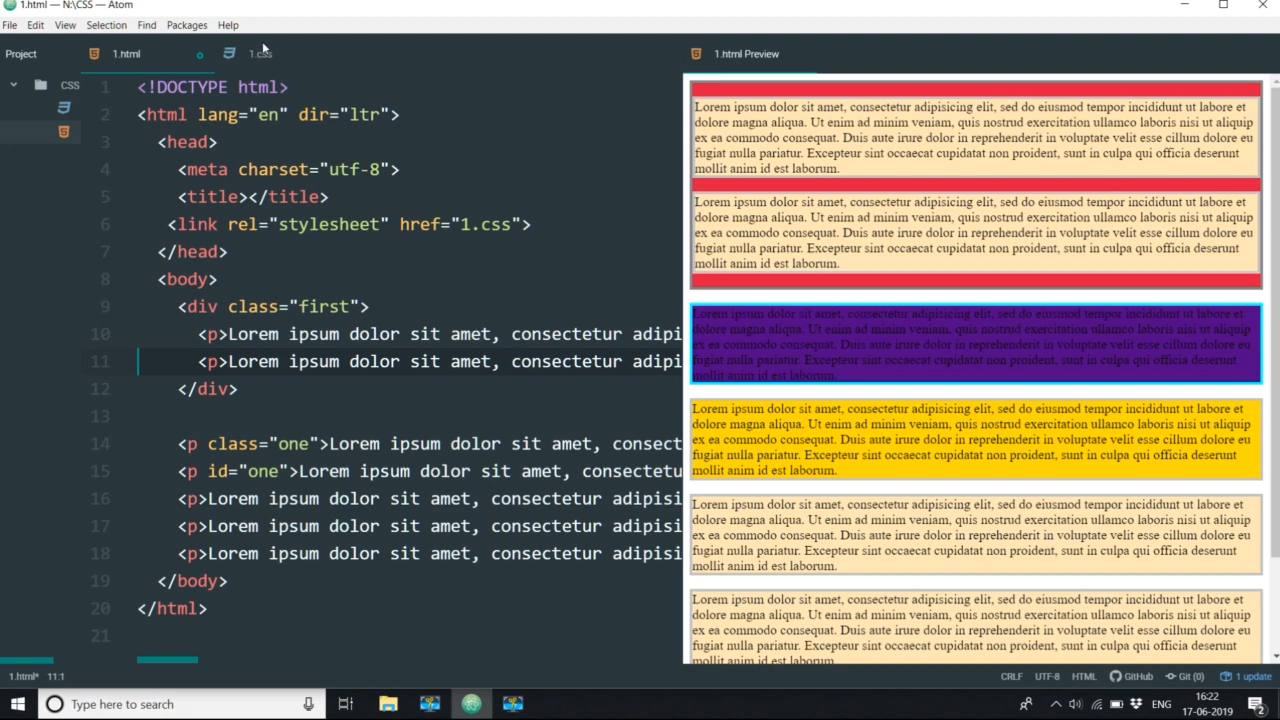 1.html — N:\CSS — Atom
File Edit View Selection Find Packages Help
Project 1.html 1.css 1.html Preview
CSS
1 <!DOCTYPE html>
2 <html lang="en" dir="ltr">
3 <head>
4 <meta charset="utf-8">
5 <title></title>
6 <link rel="stylesheet" href="1.css">
7 </head>
8 <body>
9 <div class="first">
10 <p>Lorem ipsum dolor sit amet, consectetur adipi
11 <p>Lorem ipsum dolor sit amet, consectetur adipi
12 </div>
13
14 <p class="one">Lorem ipsum dolor sit amet, consect
15 <p id="one">Lorem ipsum dolor sit amet, consectetu
16 <p>Lorem ipsum dolor sit amet, consectetur adipisi
17 <p>Lorem ipsum dolor sit amet, consectetur adipisi
18 <p>Lorem ipsum dolor sit amet, consectetur adipisi
19 </body>
20 </html>
21
Lorem ipsum dolor sit amet, consectetur adipisicing elit, sed do eiusmod tempor incididunt ut labore et
dolore magna aliqua. Ut enim ad minim veniam, quis nostrud exercitation ullamco laboris nisi ut aliquip
ex ea commodo consequat. Duis aute irure dolor in reprehenderit in voluptate velit esse cillum dolore eu
fugiat nulla pariatur. Excepteur sint occaecat cupidatat non proident, sunt in culpa qui officia deserunt
mollit anim id est laborum.
Lorem ipsum dolor sit amet, consectetur adipisicing elit, sed do eiusmod tempor incididunt ut labore et
dolore magna aliqua. Ut enim ad minim veniam, quis nostrud exercitation ullamco laboris nisi ut aliquip
ex ea commodo consequat. Duis aute irure dolor in reprehenderit in voluptate velit esse cillum dolore eu
fugiat nulla pariatur. Excepteur sint occaecat cupidatat non proident, sunt in culpa qui officia deserunt
mollit anim id est laborum.
Lorem ipsum dolor sit amet, consectetur adipisicing elit, sed do eiusmod tempor incididunt ut labore et
dolore magna aliqua. Ut enim ad minim veniam, quis nostrud exercitation ullamco laboris nisi ut aliquip
ex ea commodo consequat. Duis aute irure dolor in reprehenderit in voluptate velit esse cillum dolore eu
fugiat nulla pariatur. Excepteur sint occaecat cupidatat non proident, sunt in culpa qui officia deserunt
mollit anim id est laborum.
Lorem ipsum dolor sit amet, consectetur adipisicing elit, sed do eiusmod tempor incididunt ut labore et
dolore magna aliqua. Ut enim ad minim veniam, quis nostrud exercitation ullamco laboris nisi ut aliquip
ex ea commodo consequat. Duis aute irure dolor in reprehenderit in voluptate velit esse cillum dolore eu
fugiat nulla pariatur. Excepteur sint occaecat cupidatat non proident, sunt in culpa qui officia deserunt
mollit anim id est laborum.
Lorem ipsum dolor sit amet, consectetur adipisicing elit, sed do eiusmod tempor incididunt ut labore et
dolore magna aliqua. Ut enim ad minim veniam, quis nostrud exercitation ullamco laboris nisi ut aliquip
ex ea commodo consequat. Duis aute irure dolor in reprehenderit in voluptate velit esse cillum dolore eu
fugiat nulla pariatur. Excepteur sint occaecat cupidatat non proident, sunt in culpa qui officia deserunt
mollit anim id est laborum.
Lorem ipsum dolor sit amet, consectetur adipisicing elit, sed do eiusmod tempor incididunt ut labore et
dolore magna aliqua. Ut enim ad minim veniam, quis nostrud exercitation ullamco laboris nisi ut aliquip
ex ea commodo consequat. Duis aute irure dolor in reprehenderit in voluptate velit esse cillum dolore eu
fugiat nulla pariatur. Excepteur sint occaecat cupidatat non proident, sunt in culpa qui officia deserunt
mollit anim id est laborum.
1.html* 11:1 CRLF UTF-8 HTML GitHub Git (0) 1 update
Type here to search ENG 16:22
17-06-2019 2